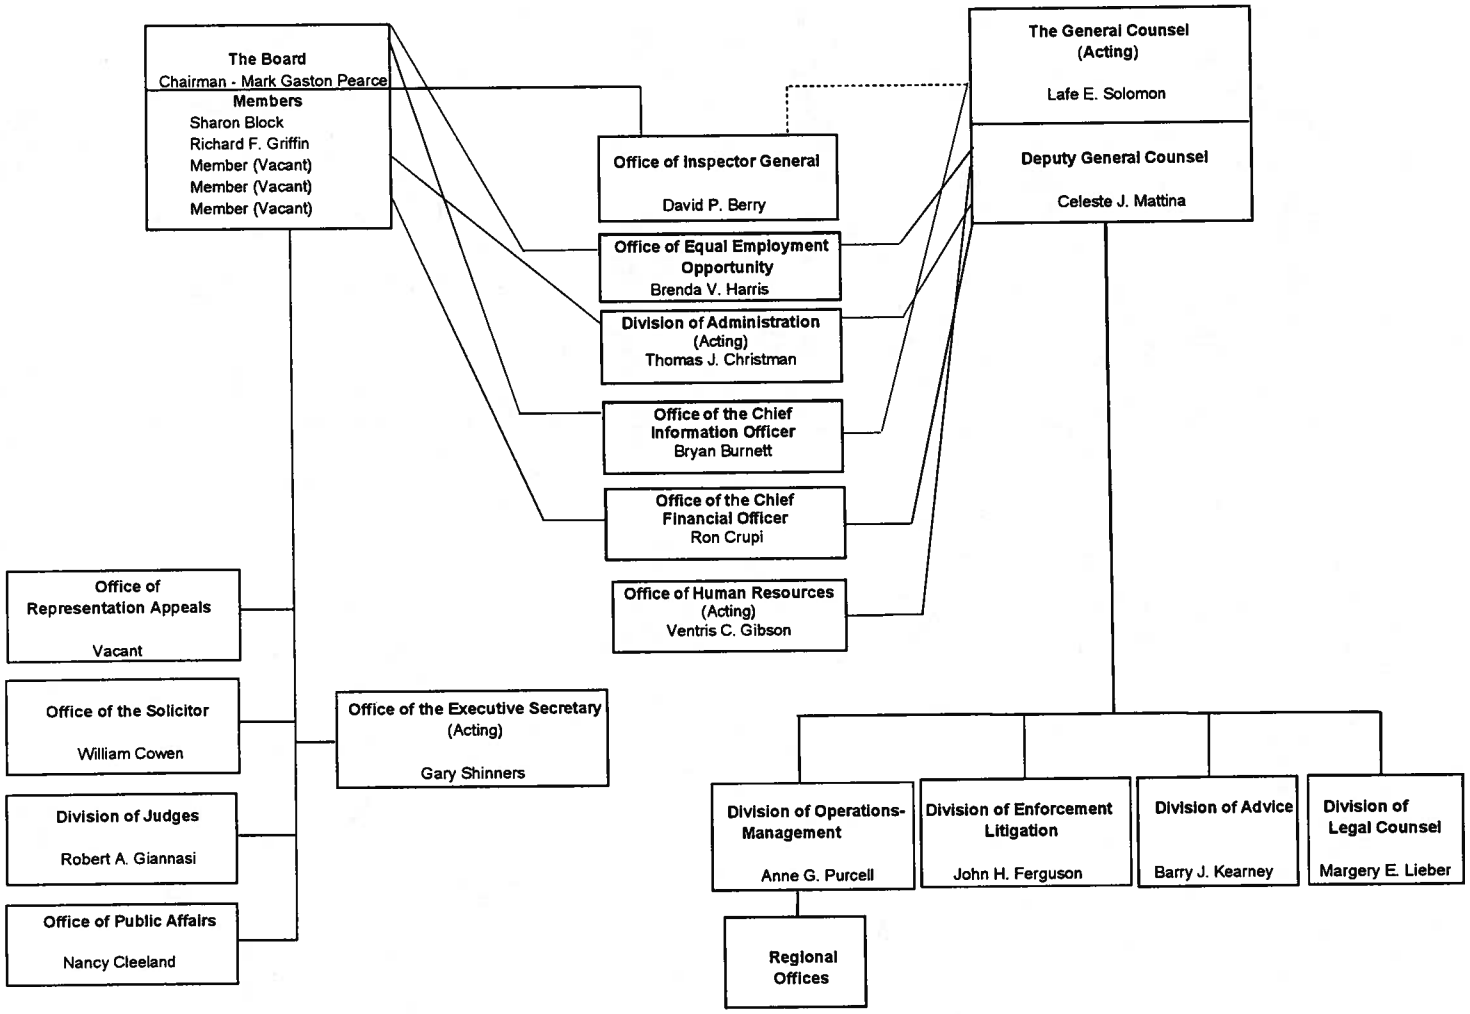 The Board
Chairman - Mark Gaston Pearce
Members
Sharon Block
Richard F. Griffin
Member (Vacant)
Member (Vacant)
Member (Vacant)
The General Counsel
(Acting)
Lafe E. Solomon
Deputy General Counsel
Celeste J. Mattina
Office of Inspector General
David P. Berry
Office of Equal Employment
Opportunity
Brenda V. Harris
Division of Administration
(Acting)
Thomas J. Christman
Office of the Chief
Information Officer
Bryan Burnett
Office of the Chief
Financial Officer
Ron Crupi
Office of Human Resources
(Acting)
Ventris C. Gibson
Office of
Representation Appeals
Vacant
Office of the Solicitor
William Cowen
Division of Judges
Robert A. Giannasi
Office of Public Affairs
Nancy Cleeland
Office of the Executive Secretary
(Acting)
Gary Shinners
Division of Operations-
Management
Anne G. Purcell
Division of Enforcement
Litigation
John H. Ferguson
Division of Advice
Barry J. Kearney
Division of
Legal Counsel
Margery E. Lieber
Regional
Offices